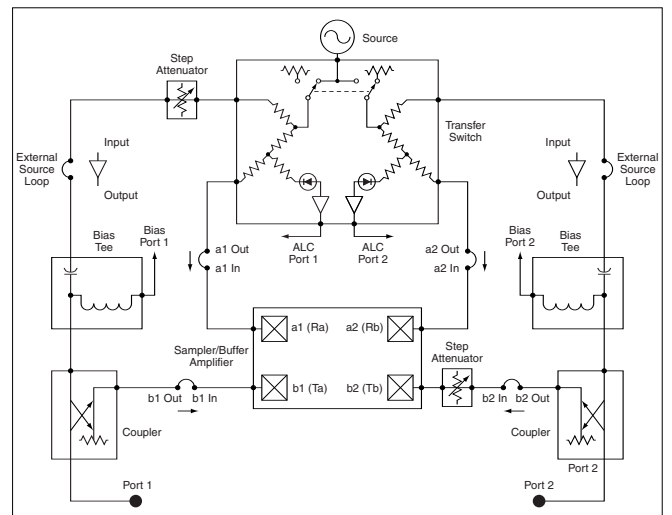 Source
Step
Attenuator
Transfer
Switch
Input
Output
External
Source
Loop
Input
Output
External
Source
Loop
Bias
Tee
Bias
Port 1
a1 Out
a1 In
ALC
Port 1
ALC
Port 2
a2 Out
a2 In
Bias
Port 2
Bias
Tee
a1 (Ra)
a2 (Rb)
Sampler/Buffer
Amplifier
Step
Attenuator
b1 Out
b1 In
b1 (Ta)
b2 (Tb)
b2 In
b2 Out
Coupler
Coupler
Port 2
Port 1
Port 2